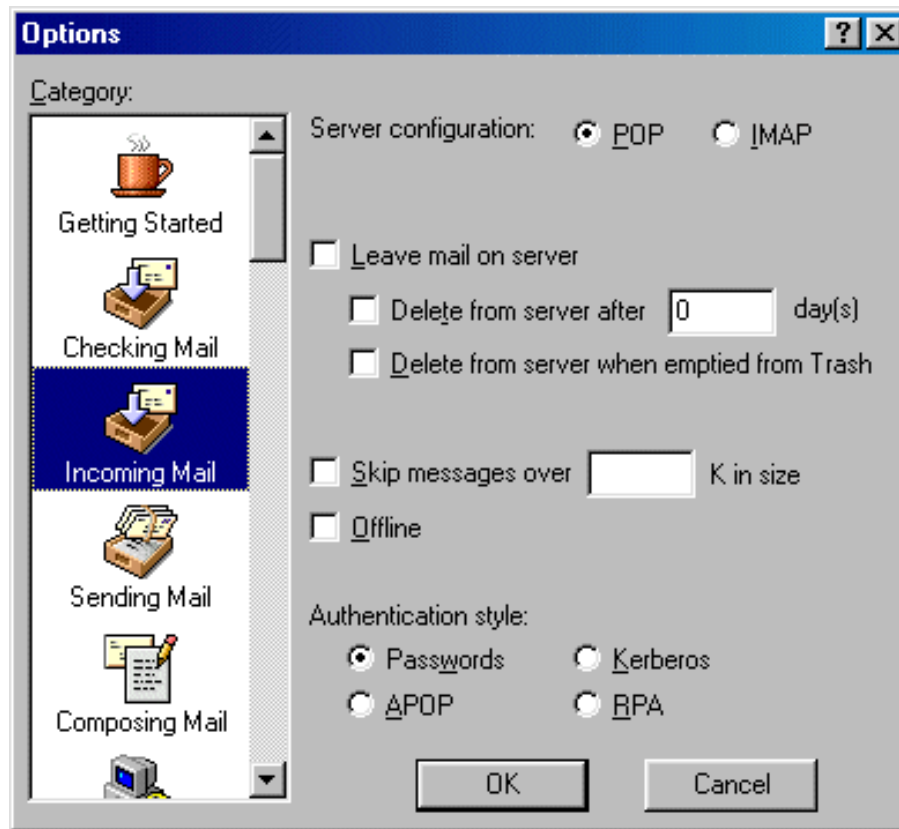 Options
Category:
Getting Started
Checking Mail
Incoming Mail
Sending Mail
Composing Mail
Server configuration: POP IMAP
Leave mail on server
Delete from server after 0 day(s)
Delete from server when emptied from Trash
Skip messages over K in size
Offline
Authentication style:
Passwords Kerberos
APOP RPA
OK Cancel